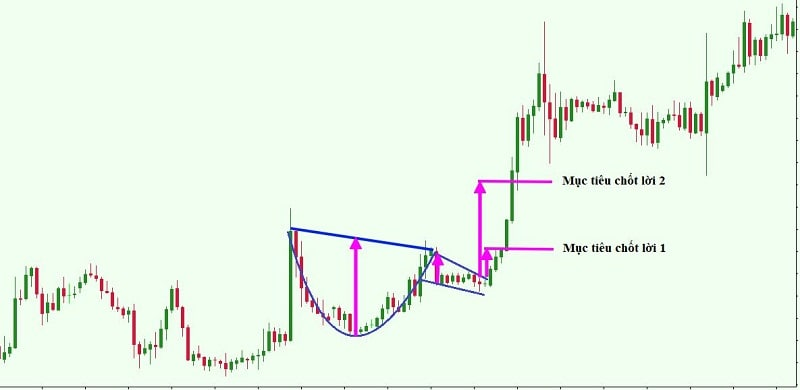 Mục tiêu chốt lời 2
Mục tiêu chốt lời 1